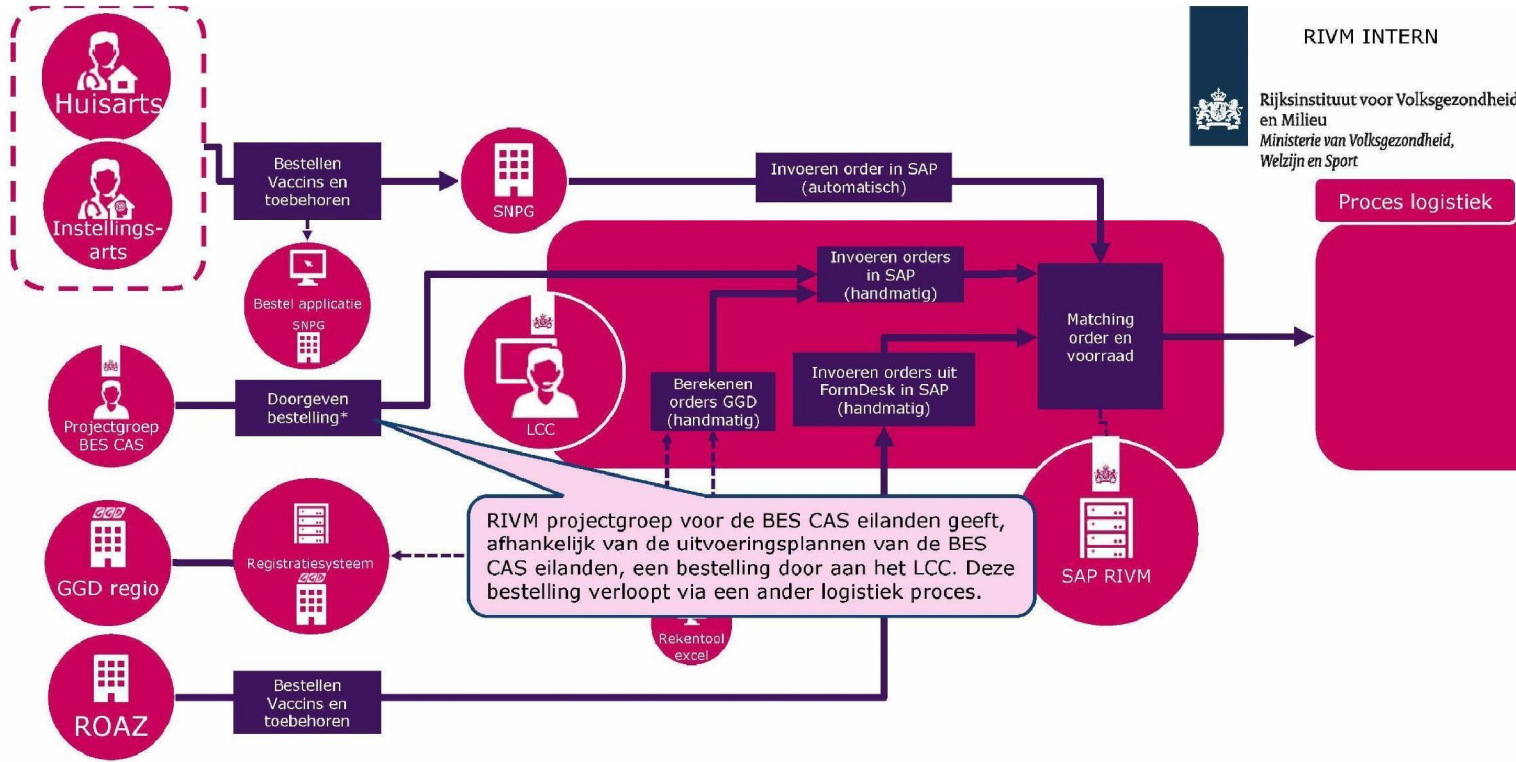 RIVM INTERN
Rijksinstituut voor Volksgezondheid
en Milieu
Ministerie van Volksgezondheid,
Welzijn en Sport
Huisarts
Instellings-
arts
Bestellen
Vaccins en
toebehoren
SNPG
Invoeren order in SAP
(automatisch)
Proces logistiek
Bestel applicatie
SNPG
Invoeren orders
in SAP
(handmatig)
Matching
order en
voorraad
LCC
Berekenen
orders GGD
(handmatig)
Invoeren orders uit
FormDesk in SAP
(handmatig)
Projectgroep
BES CAS
Doorgeven
bestelling*
RIVM projectgroep voor de BES CAS eilanden geeft,
afhankelijk van de uitvoeringsplannen van de BES
CAS eilanden, een bestelling door aan het LCC. Deze
bestelling verloopt via een ander logistiek proces.
SAP RIVM
GGD
GGD regio
Registratiesysteem
GGD
Rekentool
excel
ROAZ
Bestellen
Vaccins en
toebehoren